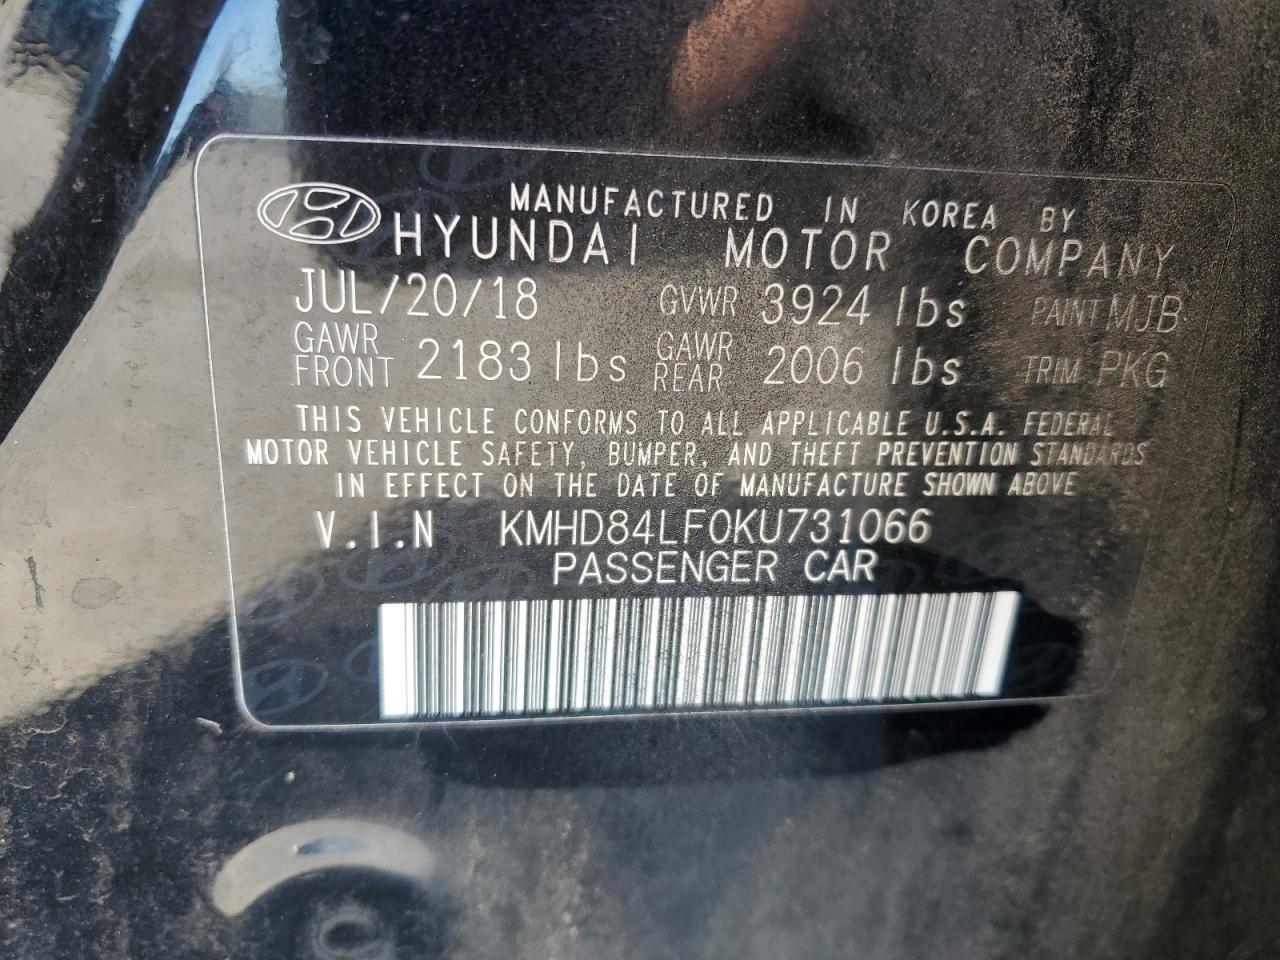 MANUFACTURED IN KOREA BY
HYUNDAI MOTOR COMPANY
JUL/20/18 GVWR 3924 lbs PAINT MJB
GAWR FRONT 2183 lbs GAWR REAR 2006 lbs TRIM PKG
THIS VEHICLE CONFORMS TO ALL APPLICABLE U.S.A. FEDERAL
MOTOR VEHICLE SAFETY, BUMPER, AND THEFT PREVENTION STANDARDS
IN EFFECT ON THE DATE OF MANUFACTURE SHOWN ABOVE
V.I.N KMHD84LF0KU731066
PASSENGER CAR